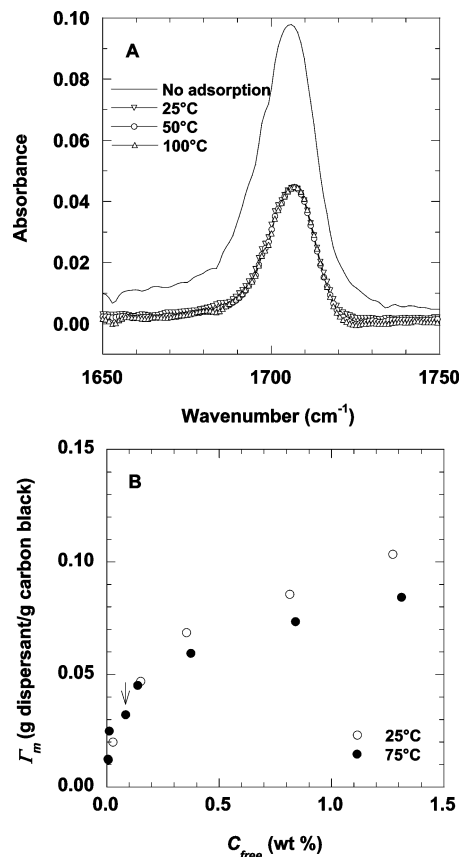 0.10
A
No adsorption
0.08
25°C
50°C
100°C
0.06
Absorbance
0.04
0.02
0.00
1650
1700
1750
Wavenumber (cm⁻¹)
0.15
B
0.10
Γm (g dispersant/g carbon black)
0.05
25°C
75°C
0.00
0.0
0.5
1.0
1.5
Cfree (wt %)